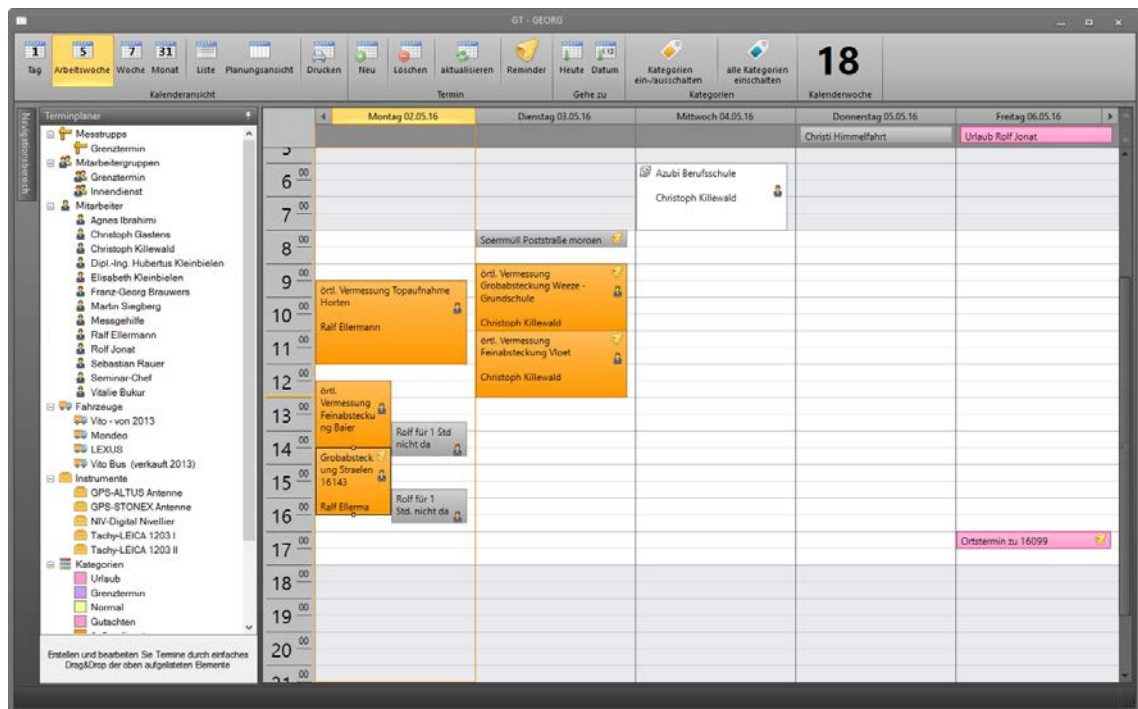 GT - GEORG
1 5 7 31
Tag Arbeitswoche Woche Monat Liste Planungsansicht Drucken Neu Löschen aktualisieren Reminder Heute Datum Kategorien ein-/ausschalten alle Kategorien einschalten 18
Kalenderansicht Termin Gehe zu Kategorien Kalenderwoche
Navigationsbereich
Terminplaner
Messtrupps
Grenztermin
Mitarbeitergruppen
Grenztermin
Innendienst
Mitarbeiter
Agnes Ibrahimi
Christoph Gastens
Christoph Killewald
Dipl.-Ing. Hubertus Kleinbielen
Elisabeth Kleinbielen
Franz-Georg Brauwers
Martin Siegberg
Messgehilfe
Ralf Ellermann
Rolf Jonat
Sebastian Rauer
Seminar-Chef
Vitalie Bukur
Fahrzeuge
Vito - von 2013
Mondeo
LEXUS
Vito Bus (verkauft 2013)
Instrumente
GPS-ALTUS Antenne
GPS-STONEX Antenne
NIV-Digital Nivellier
Tachy-LEICA 1203 I
Tachy-LEICA 1203 II
Kategorien
Urlaub
Grenztermin
Normal
Gutachten
Erstellen und bearbeiten Sie Termine durch einfaches
Drag&Drop der oben aufgelisteten Elemente
Montag 02.05.16 Dienstag 03.05.16 Mittwoch 04.05.16 Donnerstag 05.05.16 Freitag 06.05.16
Christi Himmelfahrt Urlaub Rolf Jonat
6 00
7 00
8 00
9 00
10 00
11 00
12 00
13 00
14 00
15 00
16 00
17 00
18 00
19 00
20 00
21 00
örtl. Vermessung Topaufnahme
Horten
Ralf Ellermann
örtl.
Vermessung
Feinabstecku
ng Baier
Rolf für 1 Std
nicht da
Grobabsteck
ung Straelen
16143
Ralf Ellerma
Rolf für 1
Std. nicht da
Sperrmüll Poststraße morgen
örtl. Vermessung
Grobabsteckung Weeze -
Grundschule
Christoph Killewald
örtl. Vermessung
Feinabsteckung Vloet
Christoph Killewald
Azubi Berufsschule
Christoph Killewald
Ortstermin zu 16099